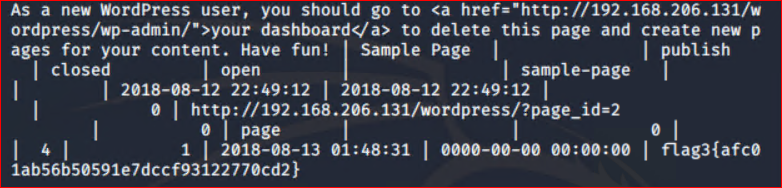 As a new WordPress user, you should go to <a href="http://192.168.206.131/w
ordpress/wp-admin/">your dashboard</a> to delete this page and create new p
ages for your content. Have fun! | Sample Page  |              | publish
  | closed         | open        |               | sample-page   |
|         | 2018-08-12 22:49:12 | 2018-08-12 22:49:12 |
  |           0 | http://192.168.206.131/wordpress/?page_id=2
        |          0 | page      |                |             0 |
|  4 |           1 | 2018-08-13 01:48:31 | 0000-00-00 00:00:00 | flag3{afc0
1ab56b50591e7dccf93122770cd2}